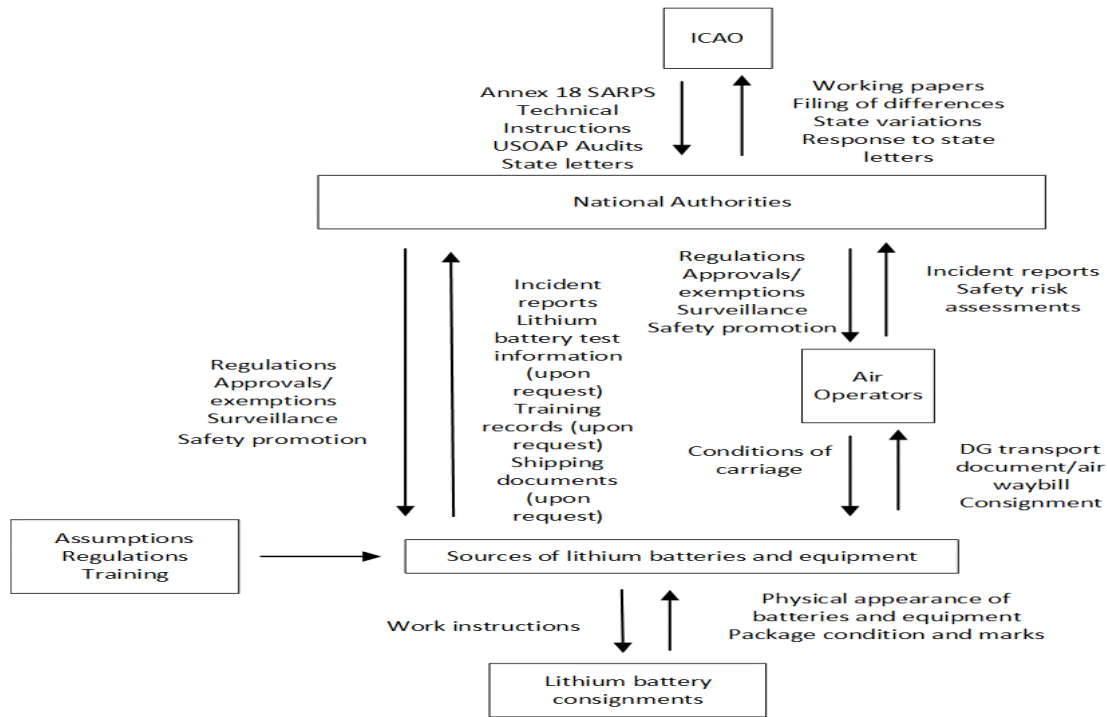 ICAO
Annex 18 SARPS
Technical
Instructions
USOAP Audits
State letters
Working papers
Filing of differences
State variations
Response to state
letters
National Authorities
Regulations
Approvals/
exemptions
Surveillance
Safety promotion
Incident
reports
Lithium
battery test
information
(upon
request)
Training
records (upon
request)
Shipping
documents
(upon
request)
Regulations
Approvals/
exemptions
Surveillance
Safety promotion
Incident reports
Safety risk
assessments
Air
Operators
Conditions of
carriage
DG transport
document/air
waybill
Consignment
Assumptions
Regulations
Training
Sources of lithium batteries and equipment
Work instructions
Physical appearance of
batteries and equipment
Package condition and marks
Lithium battery
consignments